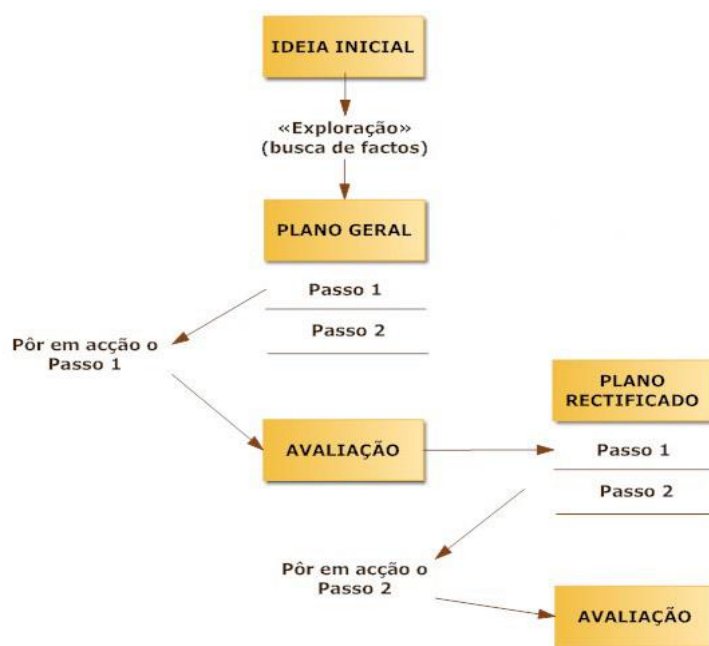 IDEIA INICIAL
«Exploração»
(busca de factos)
PLANO GERAL
Passo 1
Passo 2
Pôr em acção o
Passo 1
AVALIAÇÃO
PLANO
RECTIFICADO
Passo 1
Passo 2
Pôr em acção o
Passo 2
AVALIAÇÃO